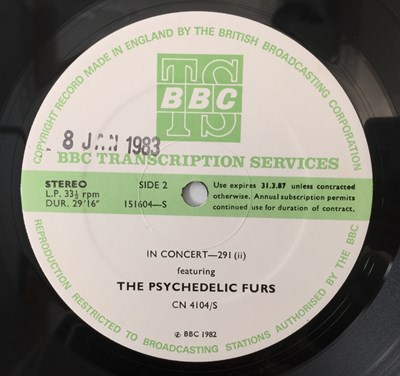 COPYRIGHT RECORD MADE IN ENGLAND BY THE BRITISH BROADCASTING CORPORATION
TS
BBC
8 JAN 1983
BBC TRANSCRIPTION SERVICES
STEREO
L.P. 33⅓ rpm
DUR. 29'16"
SIDE 2
151604—S
Use expires 31.3.87 unless contracted
otherwise. Annual subscription permits
continued use for duration of contract.
IN CONCERT—291 (ii)
featuring
THE PSYCHEDELIC FURS
CN 4104/S
℗ BBC 1982
REPRODUCTION RESTRICTED TO BROADCASTING STATIONS AUTHORISED BY THE BBC